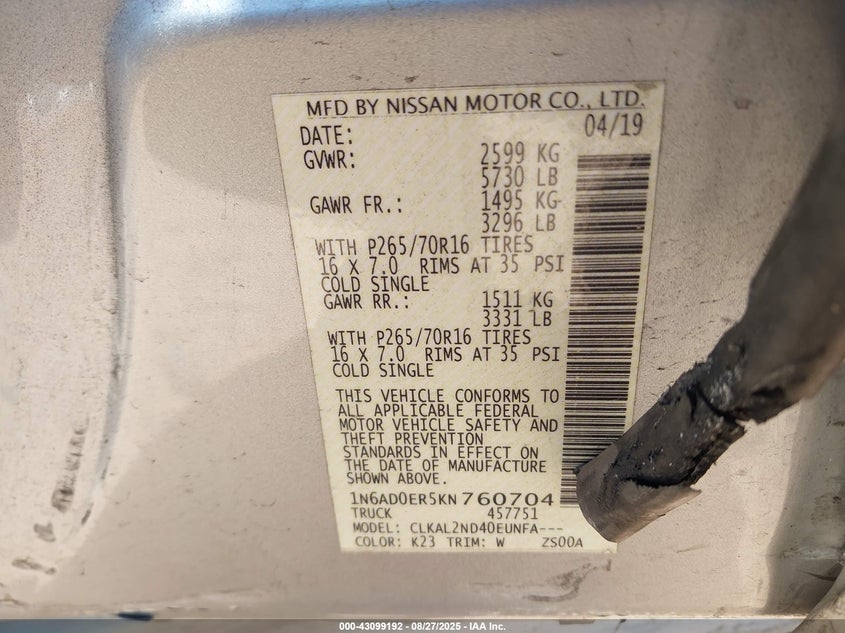 MFD BY NISSAN MOTOR CO., LTD.
DATE: 04/19
GVWR: 2599 KG
5730 LB
GAWR FR.: 1495 KG
3296 LB
WITH P265/70R16 TIRES
16 X 7.0 RIMS AT 35 PSI
COLD SINGLE
GAWR RR.: 1511 KG
3331 LB
WITH P265/70R16 TIRES
16 X 7.0 RIMS AT 35 PSI
COLD SINGLE
THIS VEHICLE CONFORMS TO
ALL APPLICABLE FEDERAL
MOTOR VEHICLE SAFETY AND
THEFT PREVENTION
STANDARDS IN EFFECT ON
THE DATE OF MANUFACTURE
SHOWN ABOVE.
1N6AD0ER5KN760704
TRUCK 457751
MODEL: CLKAL2ND40EUNFA---
COLOR: K23 TRIM: W ZS00A
000-43099192 - 08/27/2025 - IAA Inc.